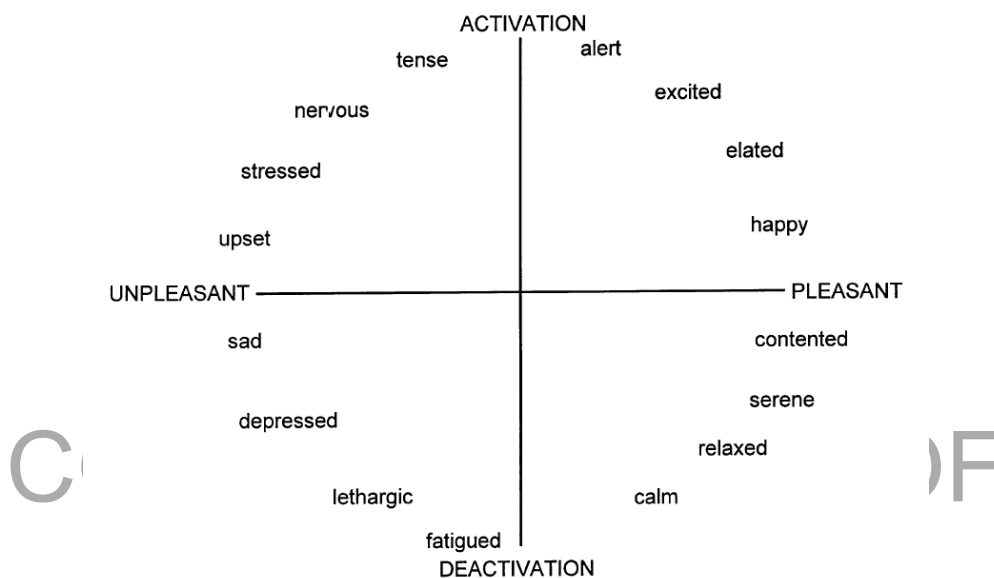 ACTIVATION
tense
alert
excited
nervous
elated
stressed
happy
upset
UNPLEASANT
PLEASANT
sad
contented
serene
depressed
relaxed
lethargic
calm
fatigued
DEACTIVATION